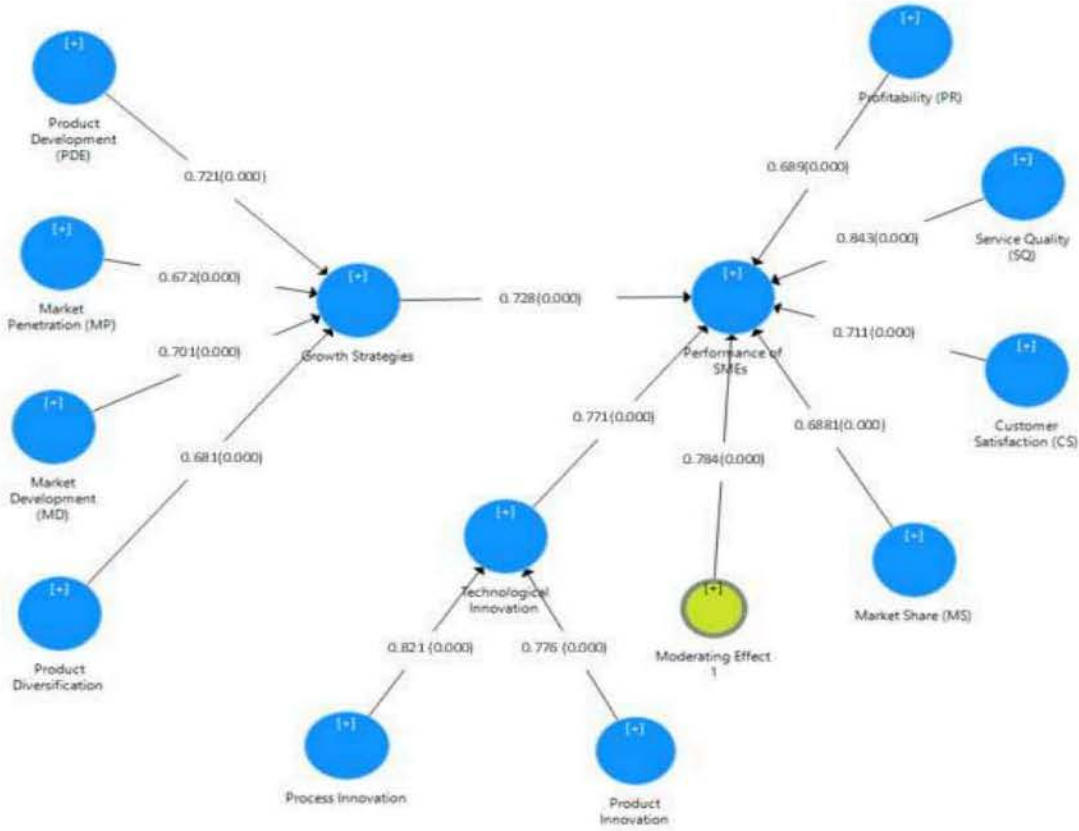 [+]
Product
Development
(PDE)
[+]
Profitability (PR)
0.721(0.000)
0.689(0.000)
[+]
Service Quality
(SQ)
0.843(0.000)
[+]
Market
Penetration (MP)
0.672(0.000)
[+]
Growth Strategies
0.728(0.000)
[+]
Performance of
SMEs
0.711(0.000)
[+]
Customer
Satisfaction (CS)
0.701(0.000)
[+]
Market
Development
(MD)
0.681(0.000)
0.771(0.000)
0.784(0.000)
0.6881(0.000)
[+]
Technological
Innovation
[+]
Market Share (MS)
[+]
Product
Diversification
[+]
Moderating Effect
1
0.821 (0.000)
0.776 (0.000)
[+]
Process Innovation
[+]
Product
Innovation